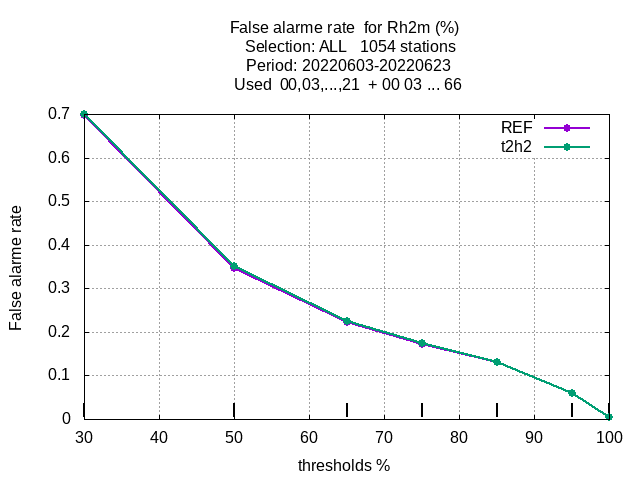 False alarme rate  for Rh2m (%)
Selection: ALL   1054 stations
Period: 20220603-20220623
Used  00,03,...,21  + 00 03 ... 66
REF
t2h2
0.7
0.6
0.5
0.4
0.3
0.2
0.1
0
False alarme rate
30 40 50 60 70 80 90 100
thresholds %